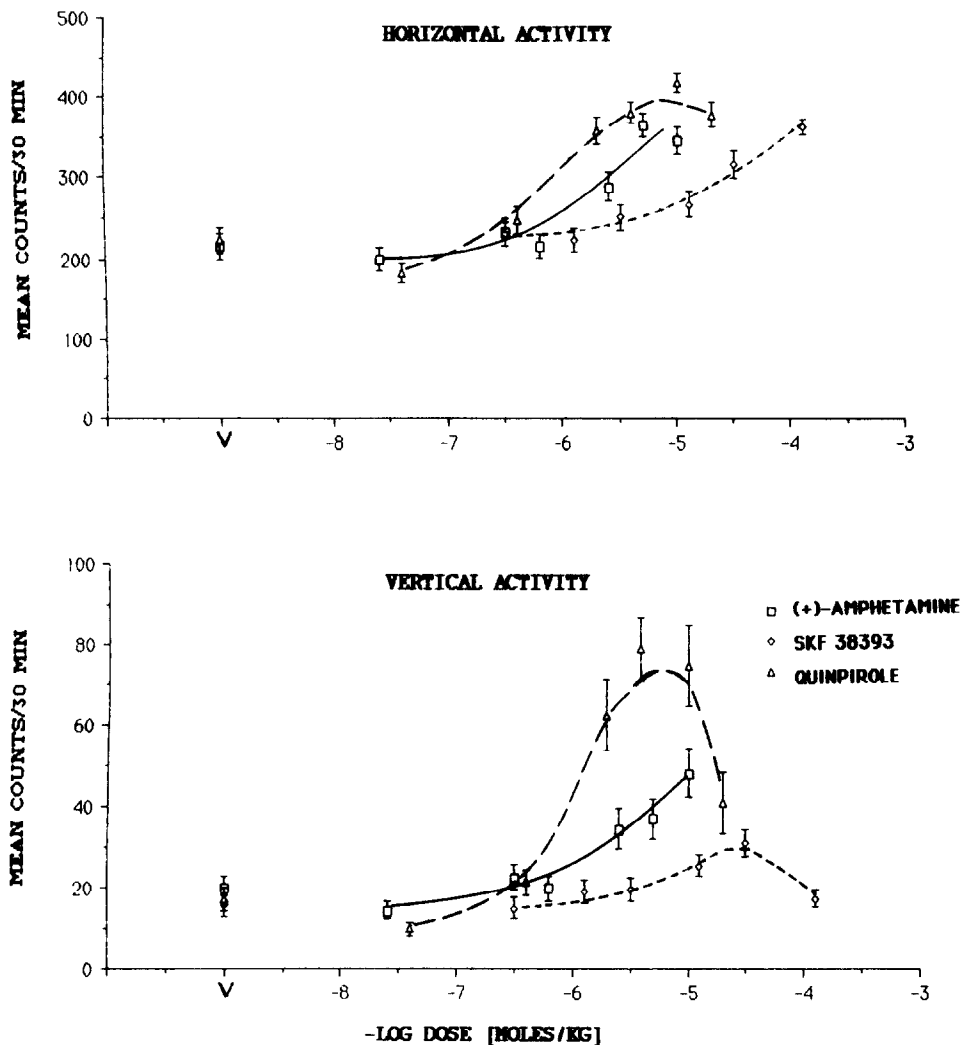 HORIZONTAL ACTIVITY
MEAN COUNTS/30 MIN
500
400
300
200
100
0
V
-8
-7
-6
-5
-4
-3
VERTICAL ACTIVITY
MEAN COUNTS/30 MIN
100
80
60
40
20
0
(+)-AMPHETAMINE
SKF 38393
QUINPIROLE
V
-8
-7
-6
-5
-4
-3
-LOG DOSE [MOLES/KG]